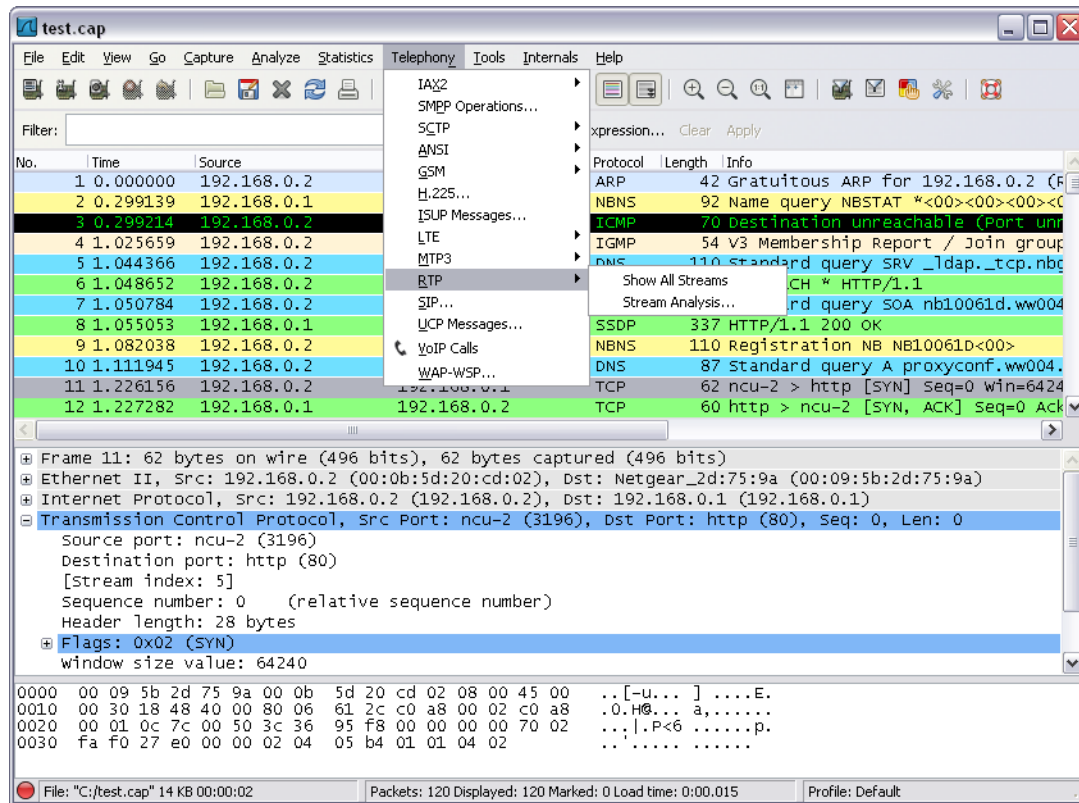 test.cap
File Edit View Go Capture Analyze Statistics Telephony Tools Internals Help
IAX2
SMPP Operations...
SCTP
ANSI
GSM
H.225...
ISUP Messages...
LTE
MTP3
RTP
SIP...
UCP Messages...
VoIP Calls
WAP-WSP...
Show All Streams
Stream Analysis...
Filter: xpression... Clear Apply
No. Time Source Protocol Length Info
1 0.000000 192.168.0.2 ARP 42 Gratuitous ARP for 192.168.0.2 (R
2 0.299139 192.168.0.1 NBNS 92 Name query NBSTAT *<00><00><00><0
3 0.299214 192.168.0.2 ICMP 70 Destination unreachable (Port unr
4 1.025659 192.168.0.2 IGMP 54 V3 Membership Report / Join group
5 1.044366 192.168.0.2 DNS 110 Standard query SRV _ldap._tcp.nbg
6 1.048652 192.168.0.2 CH * HTTP/1.1
7 1.050784 192.168.0.2 rd query SOA nb10061d.ww004
8 1.055053 192.168.0.1 SSDP 337 HTTP/1.1 200 OK
9 1.082038 192.168.0.2 NBNS 110 Registration NB NB10061D<00>
10 1.111945 192.168.0.2 DNS 87 Standard query A proxyconf.ww004.
11 1.226156 192.168.0.2 192.168.0.1 TCP 62 ncu-2 > http [SYN] Seq=0 Win=6424
12 1.227282 192.168.0.1 192.168.0.2 TCP 60 http > ncu-2 [SYN, ACK] Seq=0 Ack
Frame 11: 62 bytes on wire (496 bits), 62 bytes captured (496 bits)
Ethernet II, Src: 192.168.0.2 (00:0b:5d:20:cd:02), Dst: Netgear_2d:75:9a (00:09:5b:2d:75:9a)
Internet Protocol, Src: 192.168.0.2 (192.168.0.2), Dst: 192.168.0.1 (192.168.0.1)
Transmission Control Protocol, Src Port: ncu-2 (3196), Dst Port: http (80), Seq: 0, Len: 0
Source port: ncu-2 (3196)
Destination port: http (80)
[Stream index: 5]
Sequence number: 0 (relative sequence number)
Header length: 28 bytes
Flags: 0x02 (SYN)
Window size value: 64240
0000 00 09 5b 2d 75 9a 00 0b 5d 20 cd 02 08 00 45 00 ..[-u... ] ....E.
0010 00 30 18 48 40 00 80 06 61 2c c0 a8 00 02 c0 a8 .0.H@... a,......
0020 00 01 0c 7c 00 50 3c 36 95 f8 00 00 00 00 70 02 ...|.P<6 ......p.
0030 fa f0 27 e0 00 00 02 04 05 b4 01 01 04 02 ..'..... ......
File: "C:/test.cap" 14 KB 00:00:02 Packets: 120 Displayed: 120 Marked: 0 Load time: 0:00.015 Profile: Default